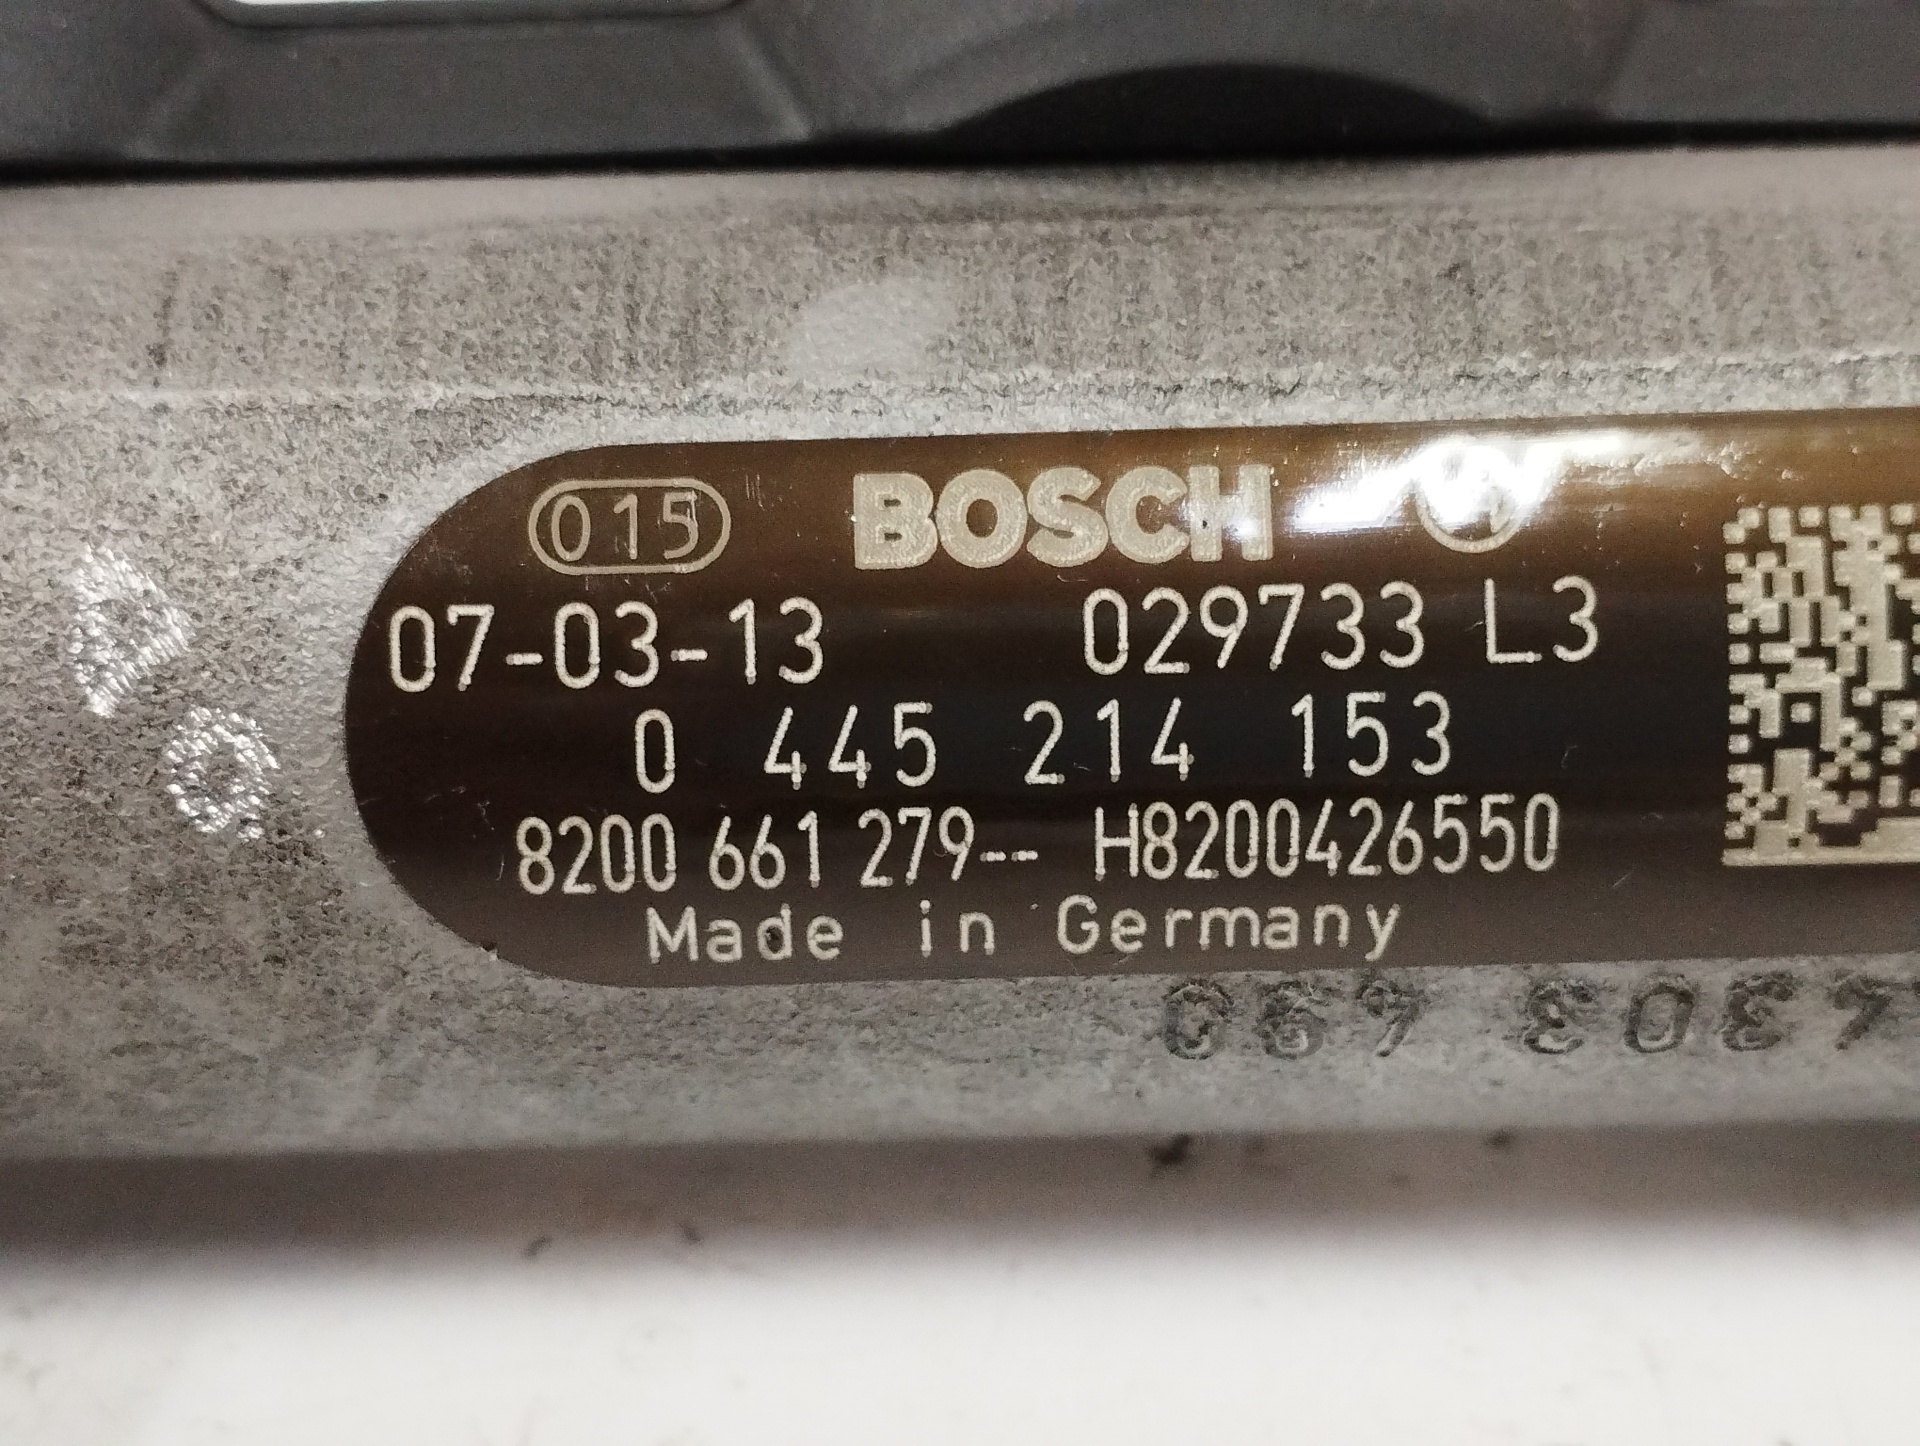 015 BOSCH
07-03-13 029733 L3
0 445 214 153
8200 661 279-- H8200426550
Made in Germany